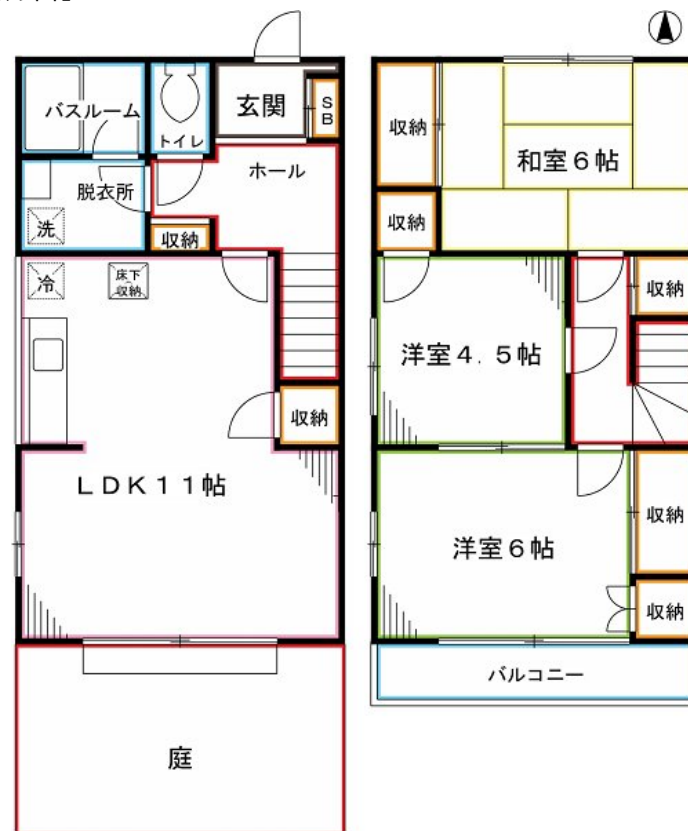 バスルーム
トイレ
玄関
SB
ホール
脱衣所
洗
収納
冷
床下
収納
収納
LDK11帖
庭
収納
和室6帖
収納
収納
洋室4.5帖
洋室6帖
収納
収納
バルコニー